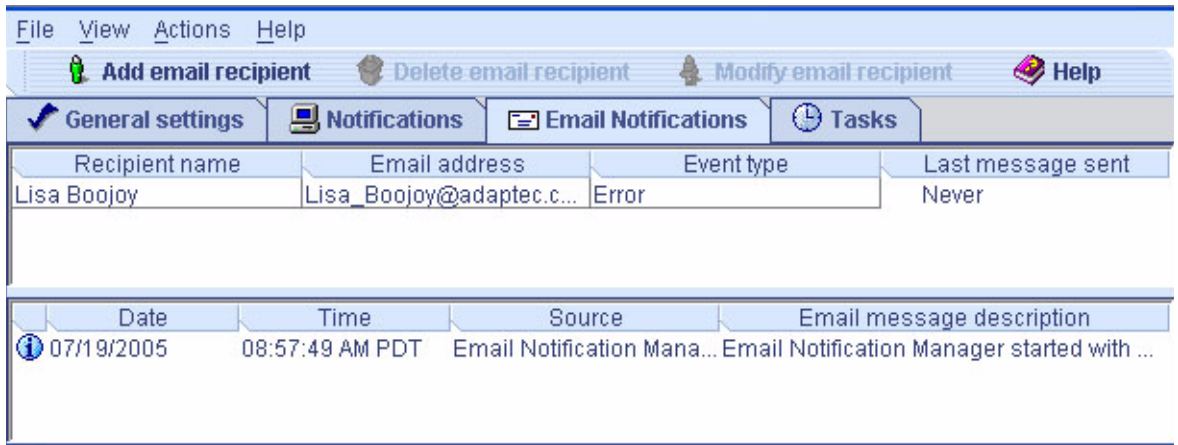 File View Actions Help
Add email recipient Delete email recipient Modify email recipient Help
General settings Notifications Email Notifications Tasks
Recipient name Email address Event type Last message sent
Lisa Boojoy Lisa_Boojoy@adaptec.c... Error Never
Date Time Source Email message description
07/19/2005 08:57:49 AM PDT Email Notification Mana... Email Notification Manager started with ...